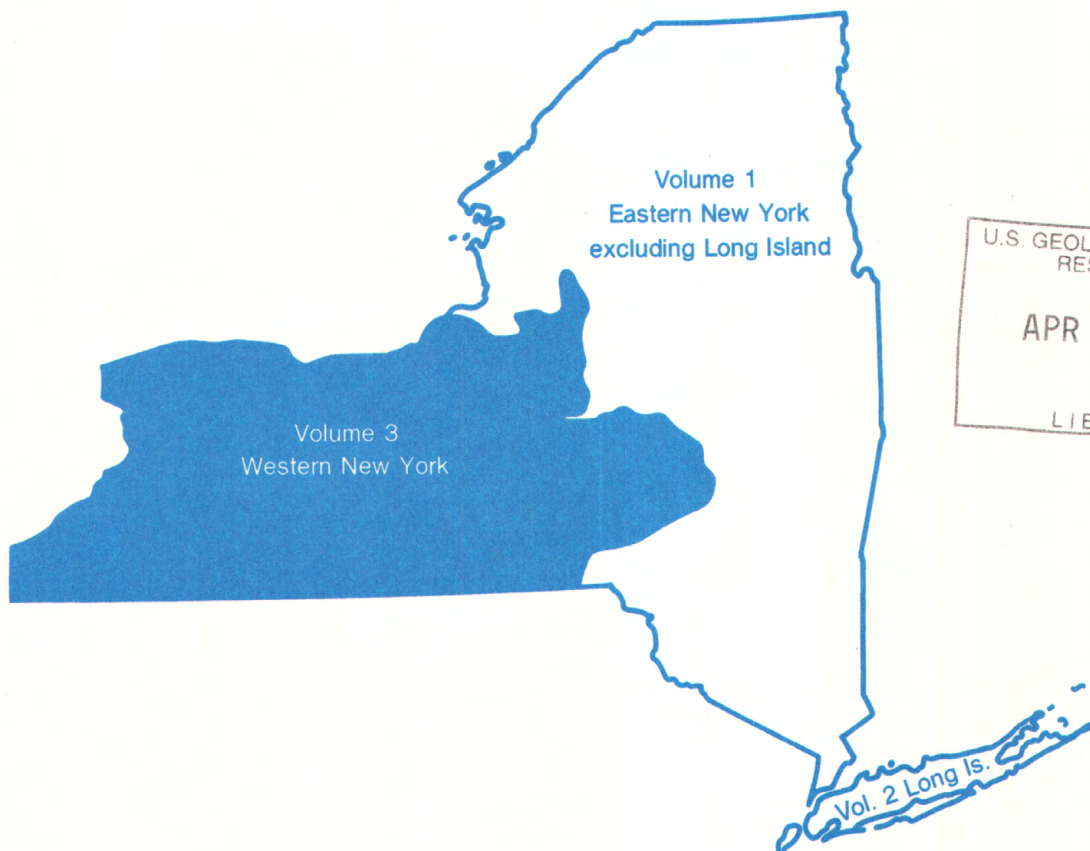 Volume 1
Eastern New York
excluding Long Island
U.S.
RES
APR
LIB
Volume 3
Western New York
Vol. 2 Long Is.